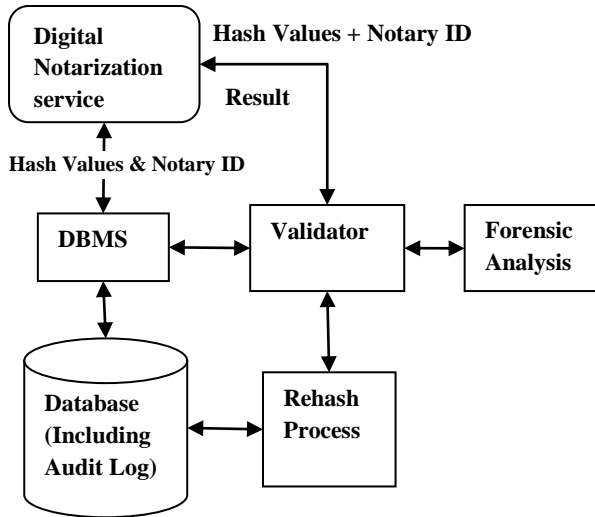 Digital
Notarization
service
Hash Values + Notary ID
Result
Hash Values & Notary ID
DBMS
Validator
Forensic
Analysis
Database
(Including
Audit Log)
Rehash
Process